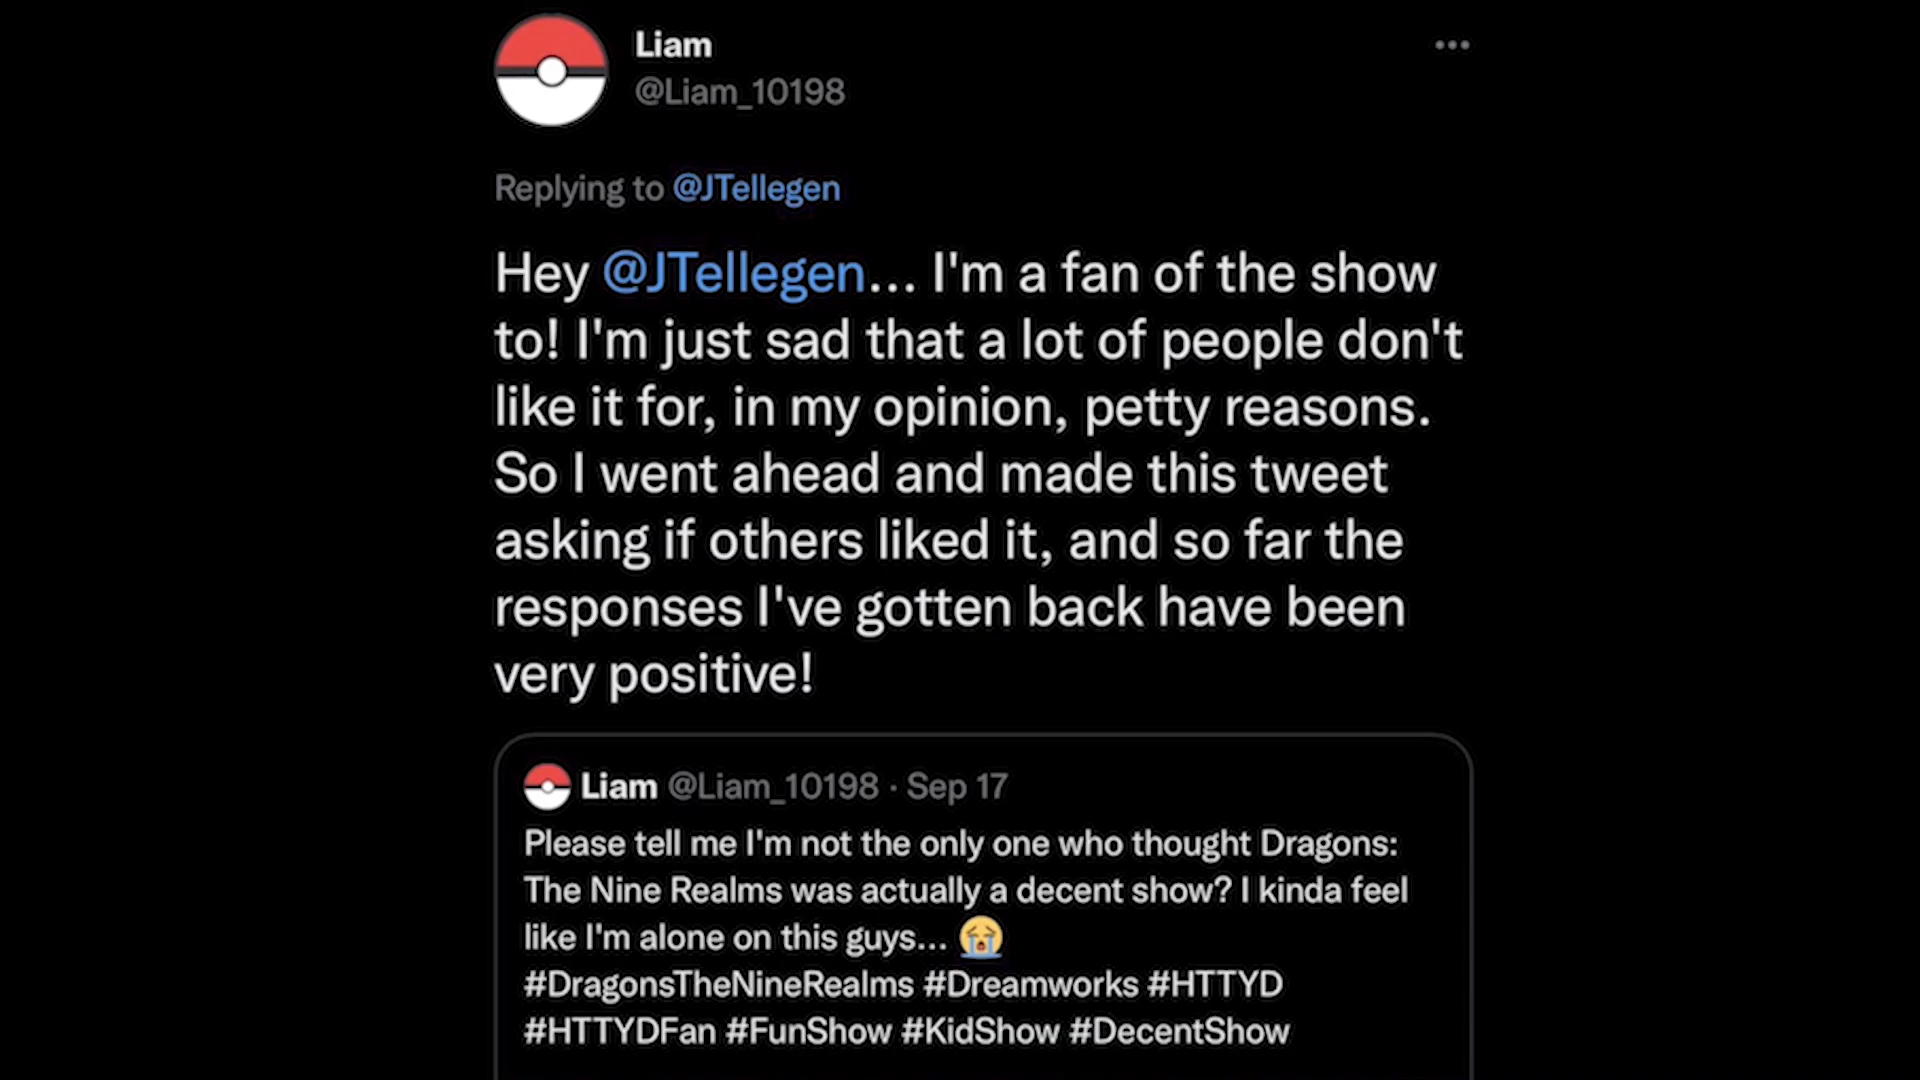 Liam
@Liam_10198
Replying to @JTellegen
Hey @JTellegen... I'm a fan of the show
to! I'm just sad that a lot of people don't
like it for, in my opinion, petty reasons.
So I went ahead and made this tweet
asking if others liked it, and so far the
responses I've gotten back have been
very positive!
Liam @Liam_10198 · Sep 17
Please tell me I'm not the only one who thought Dragons:
The Nine Realms was actually a decent show? I kinda feel
like I'm alone on this guys... 😭
#DragonsTheNineRealms #Dreamworks #HTTYD
#HTTYDFan #FunShow #KidShow #DecentShow